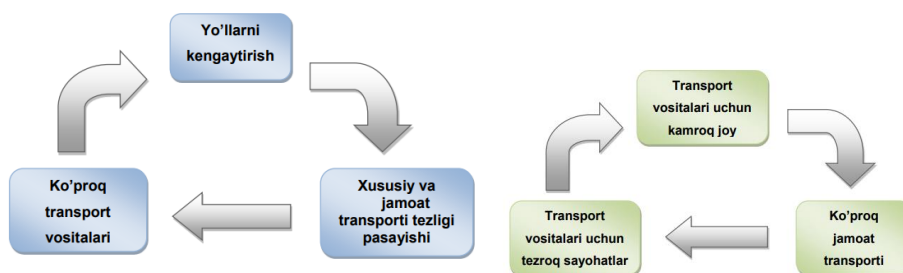 Yo'llarni
kengaytirish
Ko'proq
transport
vositalari
Xususiy va
jamoat
transporti tezligi
pasayishi
Transport
vositalari uchun
kamroq joy
Transport
vositalari uchun
tezroq sayohatlar
Ko'proq
jamoat
transporti